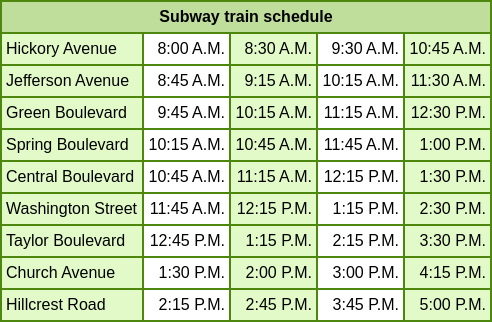 Subway train schedule
Hickory Avenue 8:00 A.M. 8:30 A.M. 9:30 A.M. 10:45 A.M.
Jefferson Avenue 8:45 A.M. 9:15 A.M. 10:15 A.M. 11:30 A.M.
Green Boulevard 9:45 A.M. 10:15 A.M. 11:15 A.M. 12:30 P.M.
Spring Boulevard 10:15 A.M. 10:45 A.M. 11:45 A.M. 1:00 P.M.
Central Boulevard 10:45 A.M. 11:15 A.M. 12:15 P.M. 1:30 P.M.
Washington Street 11:45 A.M. 12:15 P.M. 1:15 P.M. 2:30 P.M.
Taylor Boulevard 12:45 P.M. 1:15 P.M. 2:15 P.M. 3:30 P.M.
Church Avenue 1:30 P.M. 2:00 P.M. 3:00 P.M. 4:15 P.M.
Hillcrest Road 2:15 P.M. 2:45 P.M. 3:45 P.M. 5:00 P.M.